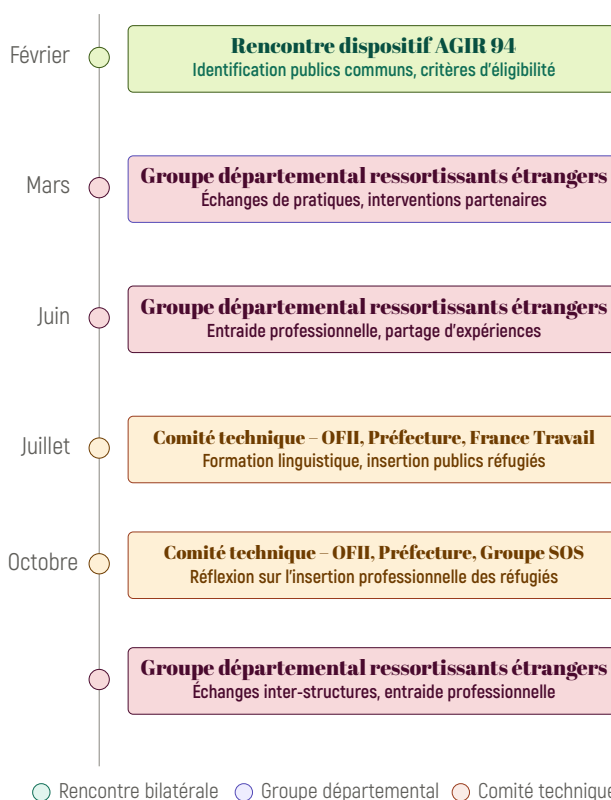 Février
Rencontre dispositif AGIR 94
Identification publics communs, critères d'éligibilité
Mars
Groupe départemental ressortissants étrangers
Échanges de pratiques, interventions partenaires
Juin
Groupe départemental ressortissants étrangers
Entraide professionnelle, partage d'expériences
Juillet
Comité technique – OFII, Préfecture, France Travail
Formation linguistique, insertion publics réfugiés
Octobre
Comité technique – OFII, Préfecture, Groupe SOS
Réflexion sur l'insertion professionnelle des réfugiés
Groupe départemental ressortissants étrangers
Échanges inter-structures, entraide professionnelle
Rencontre bilatérale Groupe départemental Comité technique